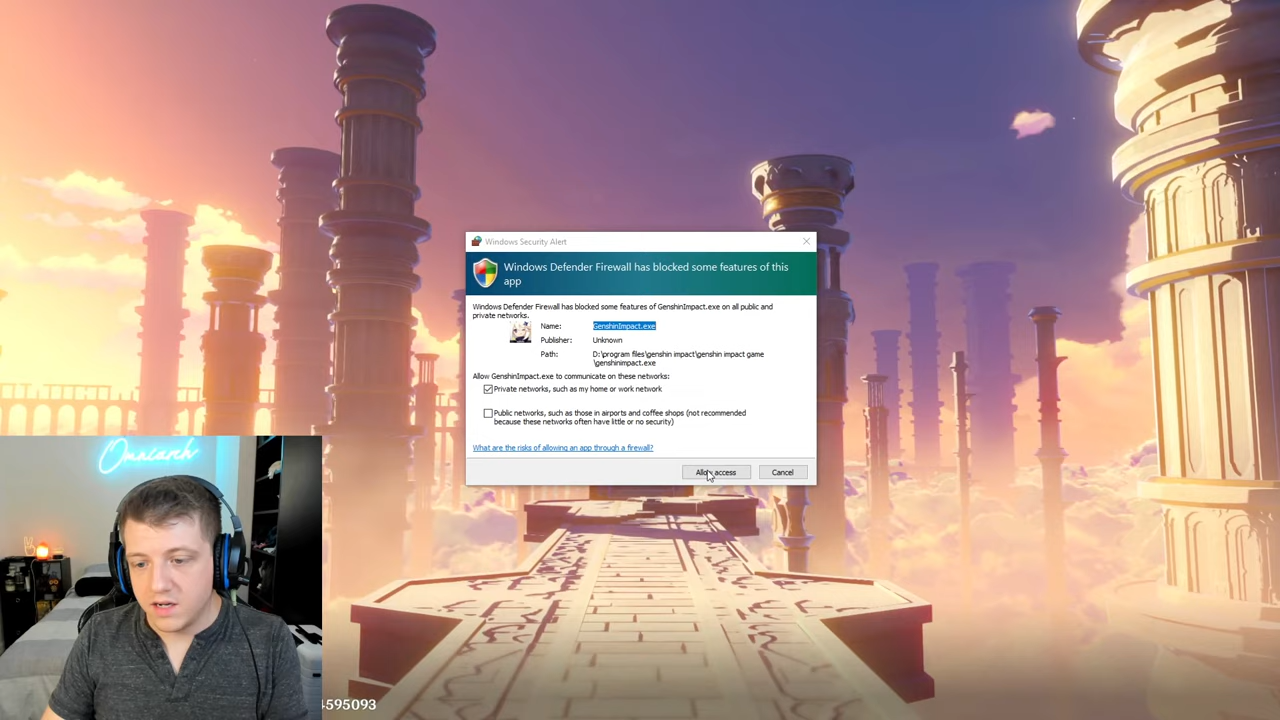 Windows Security Alert
Windows Defender Firewall has blocked some features of this
app
Windows Defender Firewall has blocked some features of GenshinImpact.exe on all public and
private networks.
Name: GenshinImpact.exe
Publisher: Unknown
Path: D:\program files\genshin impact\genshin impact game
\genshinimpact.exe
Allow GenshinImpact.exe to communicate on these networks:
Private networks, such as my home or work network
Public networks, such as those in airports and coffee shops (not recommended
because these networks often have little or no security)
What are the risks of allowing an app through a firewall?
Allow access Cancel
4595093